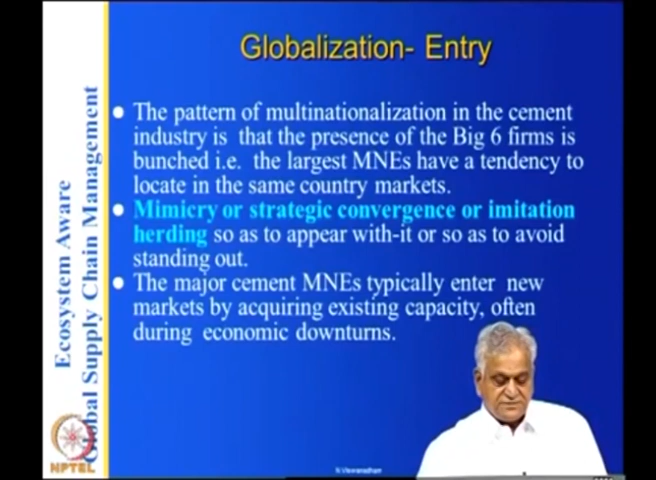 Globalization- Entry
The pattern of multinationalization in the cement
industry is that the presence of the Big 6 firms is
bunched i.e. the largest MNEs have a tendency to
locate in the same country markets.
Mimicry or strategic convergence or imitation
herding so as to appear with-it or so as to avoid
standing out.
The major cement MNEs typically enter new
markets by acquiring existing capacity, often
during economic downturns.
Ecosystem Aware
Global Supply Chain Management
NPTEL
N.Viswanadham